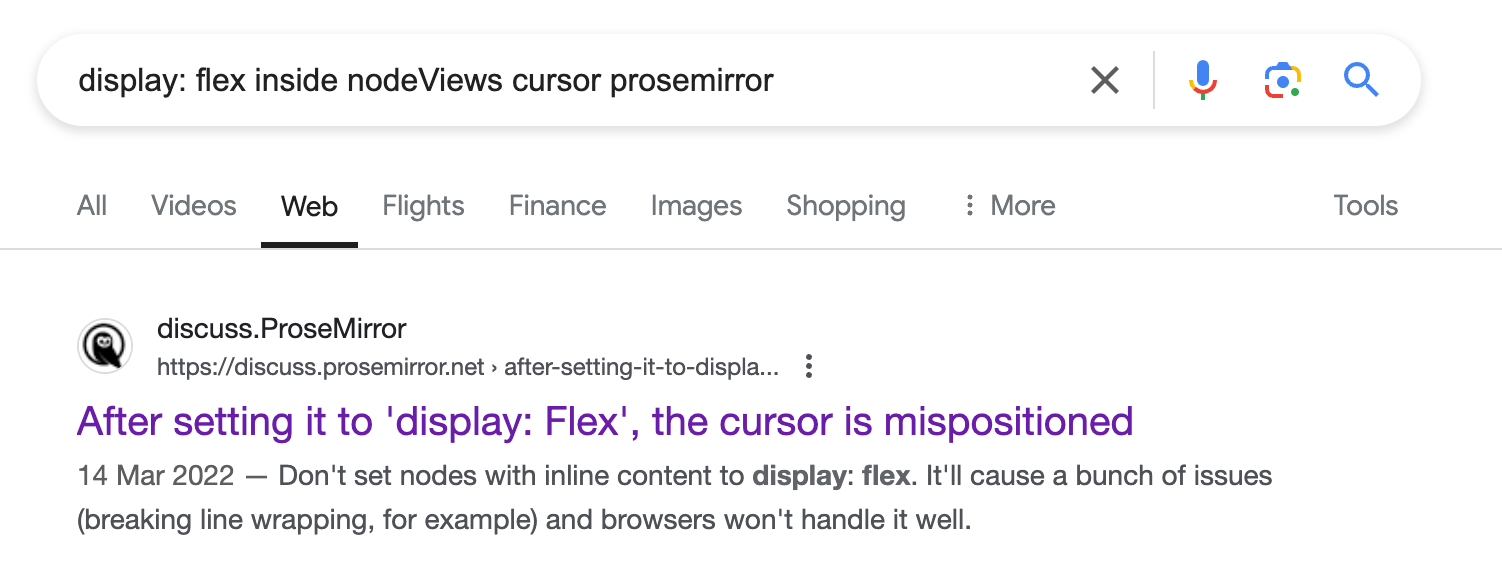 display: flex inside nodeViews cursor prosemirror
All Videos Web Flights Finance Images Shopping More Tools
discuss.ProseMirror
https://discuss.prosemirror.net › after-setting-it-to-displa...
After setting it to 'display: Flex', the cursor is mispositioned
14 Mar 2022 — Don't set nodes with inline content to display: flex. It'll cause a bunch of issues
(breaking line wrapping, for example) and browsers won't handle it well.